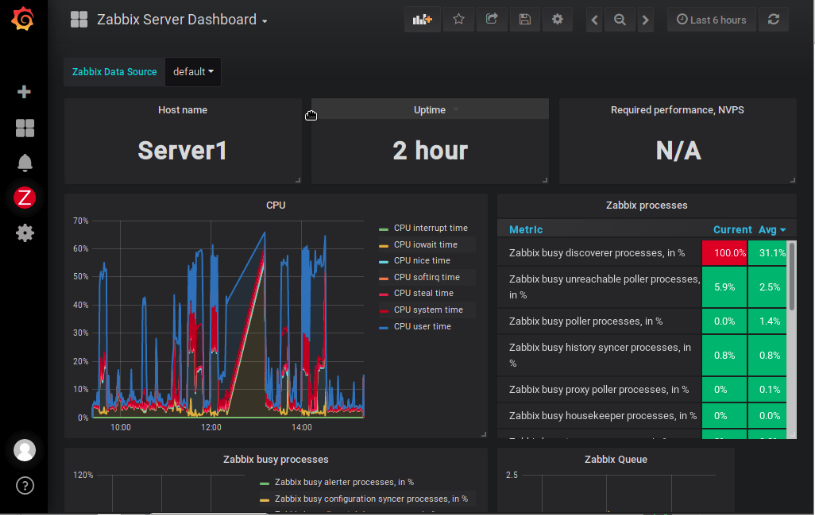 Zabbix Server Dashboard
Last 6 hours
Zabbix Data Source default
Host name
Server1
Uptime
2 hour
Required performance, NVPS
N/A
CPU
70%
60%
50%
40%
30%
20%
10%
0%
10:00 12:00 14:00
CPU interrupt time
CPU iowait time
CPU nice time
CPU softirq time
CPU steal time
CPU system time
CPU user time
Zabbix processes
Metric Current Avg
Zabbix busy discoverer processes, in % 100.0% 31.1%
Zabbix busy unreachable poller processes,
in % 5.9% 2.5%
Zabbix busy poller processes, in % 0.0% 1.4%
Zabbix busy history syncer processes, in
% 0.8% 0.8%
Zabbix busy proxy poller processes, in % 0% 0.1%
Zabbix busy housekeeper processes, in % 0% 0.0%
Zabbix busy processes
120%
Zabbix busy alerter processes, in %
Zabbix busy configuration syncer processes, in %
Zabbix Queue
2.5